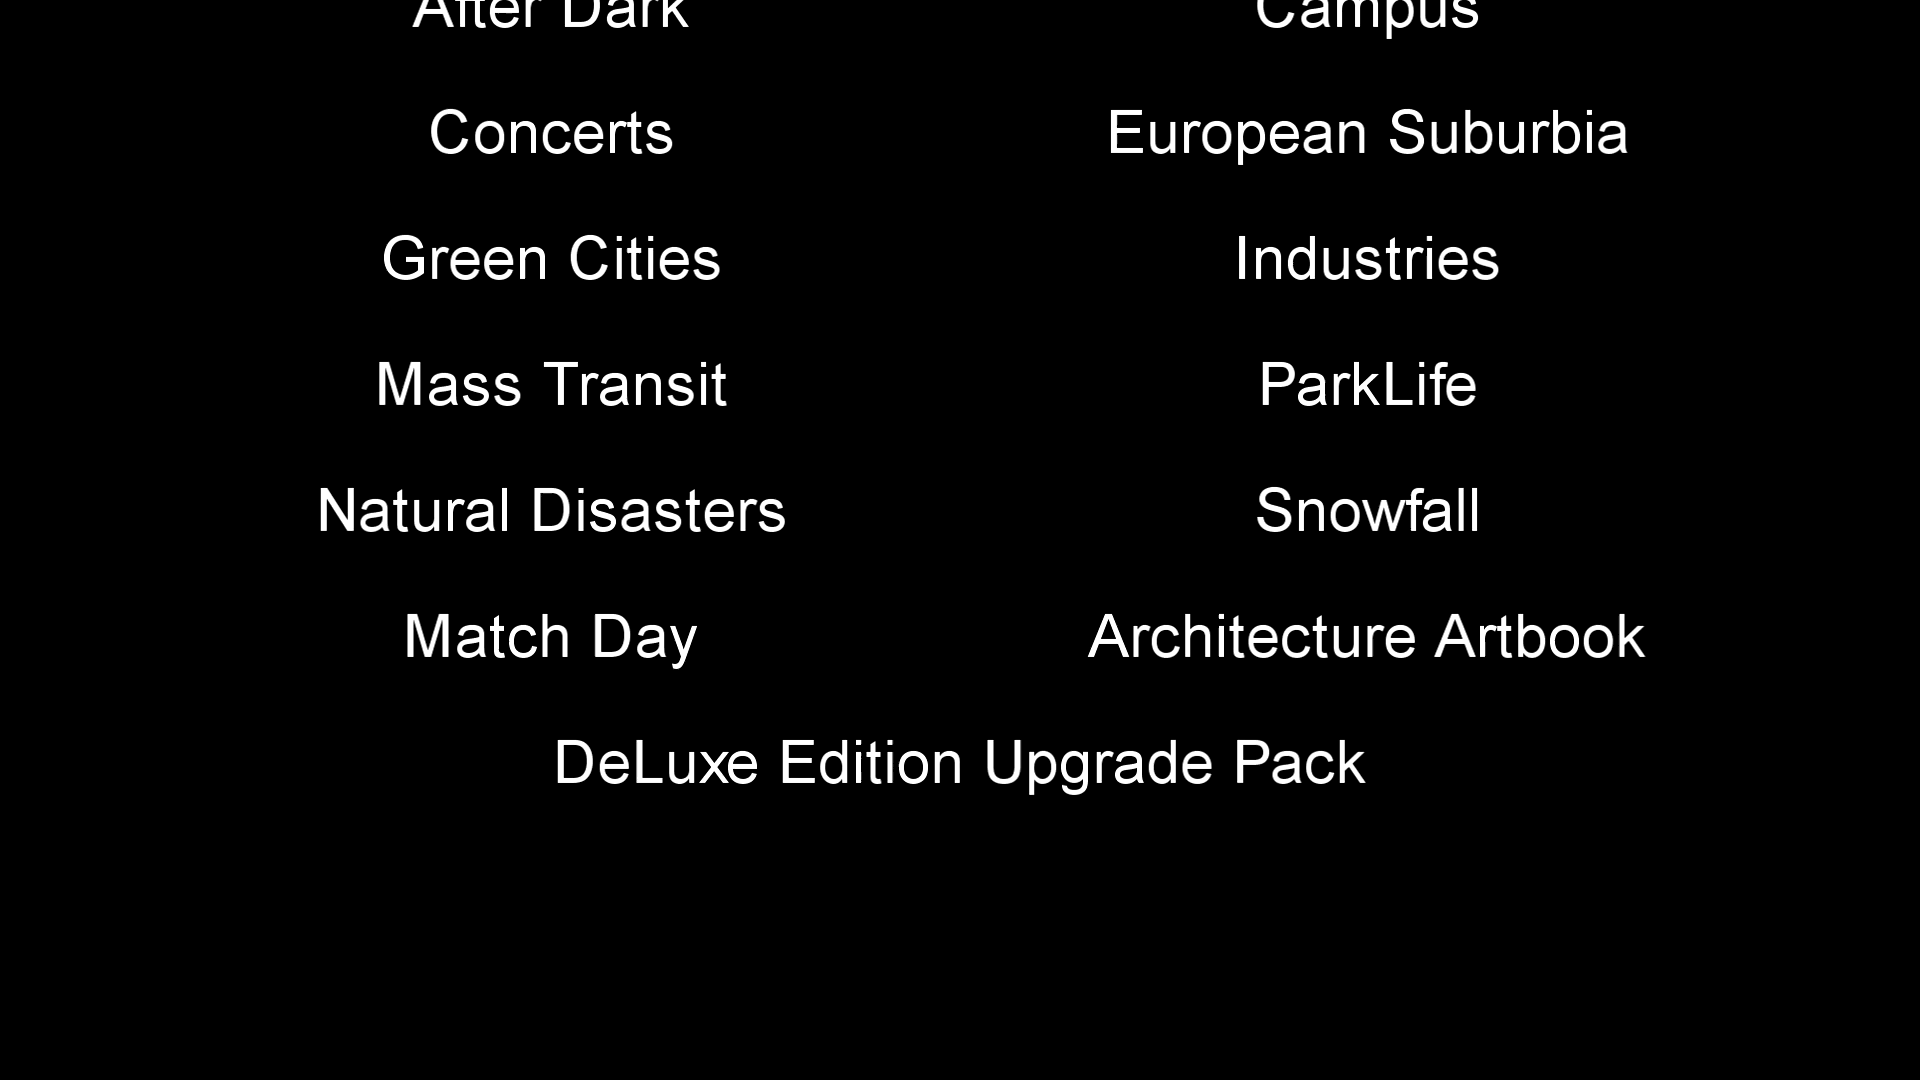 After Dark Campus
Concerts European Suburbia
Green Cities Industries
Mass Transit ParkLife
Natural Disasters Snowfall
Match Day Architecture Artbook
DeLuxe Edition Upgrade Pack